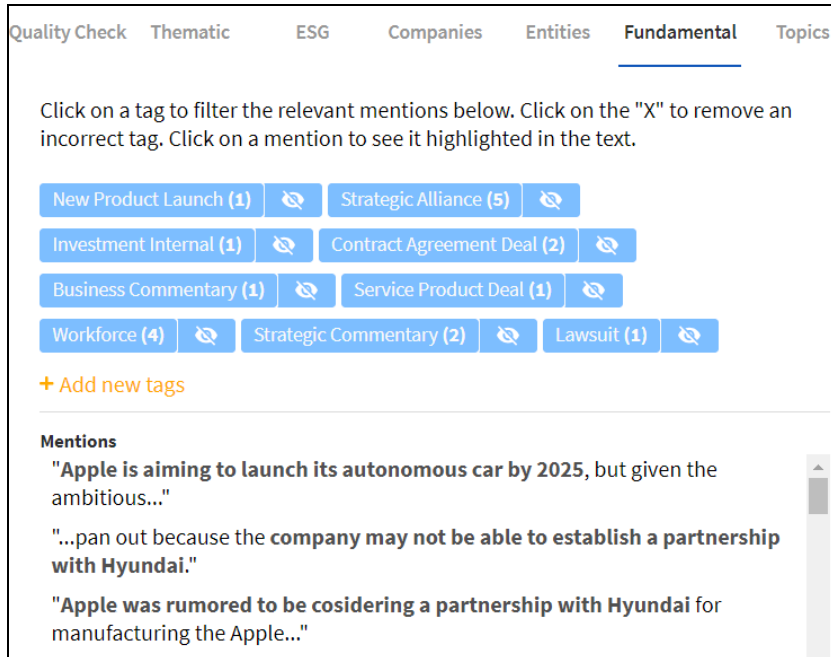 Quality Check Thematic ESG Companies Entities Fundamental Topics
Click on a tag to filter the relevant mentions below. Click on the "X" to remove an
incorrect tag. Click on a mention to see it highlighted in the text.
New Product Launch (1) Strategic Alliance (5)
Investment Internal (1) Contract Agreement Deal (2)
Business Commentary (1) Service Product Deal (1)
Workforce (4) Strategic Commentary (2) Lawsuit (1)
+ Add new tags
Mentions
"Apple is aiming to launch its autonomous car by 2025, but given the
ambitious..."
"...pan out because the company may not be able to establish a partnership
with Hyundai."
"Apple was rumored to be cosidering a partnership with Hyundai for
manufacturing the Apple..."